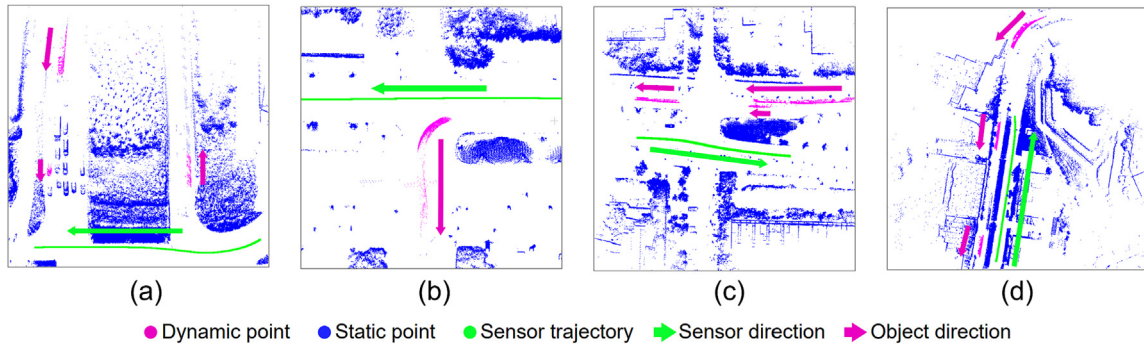 (a)
(b)
(c)
(d)
Dynamic point
Static point
Sensor trajectory
Sensor direction
Object direction